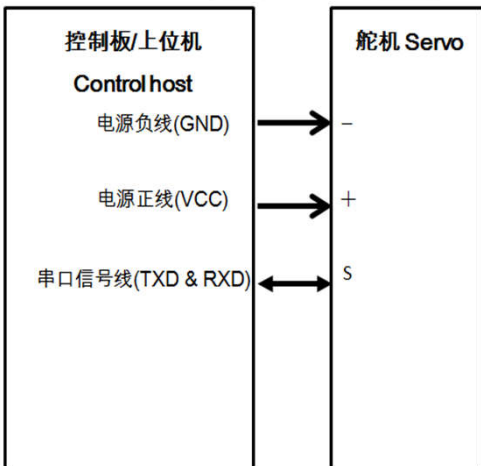 控制板/上位机
Control host
舵机 Servo
电源负线(GND)
−
电源正线(VCC)
+
串口信号线(TXD & RXD)
S